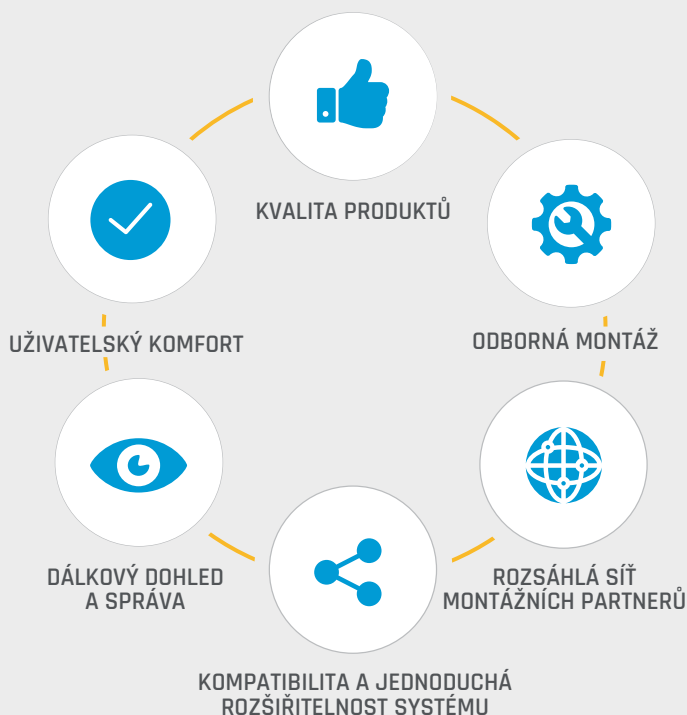 KVALITA PRODUKTŮ
UŽIVATELSKÝ KOMFORT
ODBORNÁ MONTÁŽ
DÁLKOVÝ DOHLED
A SPRÁVA
ROZSÁHLÁ SÍŤ
MONTÁŽNÍCH PARTNERŮ
KOMPATIBILITA A JEDNODUCHÁ
ROZŠIŘITELNOST SYSTÉMU